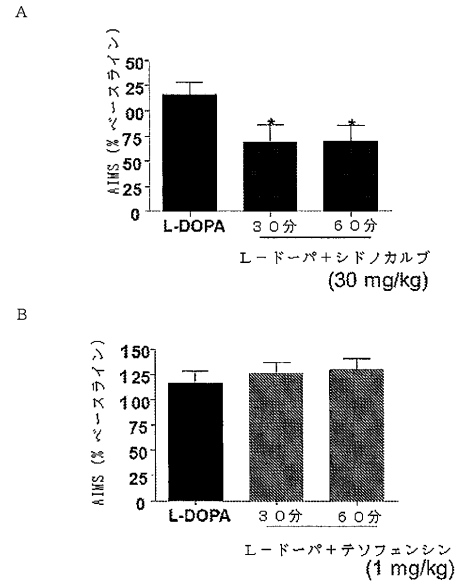 A
AIMS (% ベースライン)
50
25
00
75
50
25
0
L-DOPA
30分
60分
L-ドーパ+シドノカルブ
(30 mg/kg)
B
AIWS (% ベースライン)
150
125
100
75
50
25
0
L-DOPA
30分
60分
L-ドーパ+テソフェンシン
(1 mg/kg)